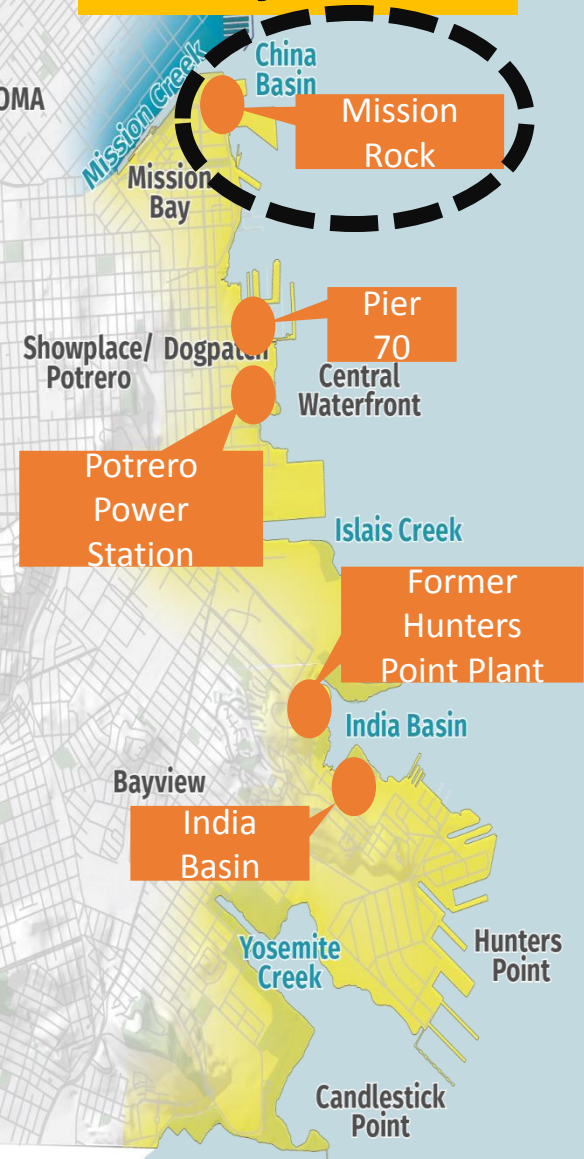 China
Basin
Mission Creek
OMA
Mission
Rock
Mission
Bay
Pier
70
Showplace/
Potrero
Dogpatch
Central
Waterfront
Potrero
Power
Station
Islais Creek
Former
Hunters
Point Plant
India Basin
Bayview
India
Basin
Yosemite
Creek
Hunters
Point
Candlestick
Point